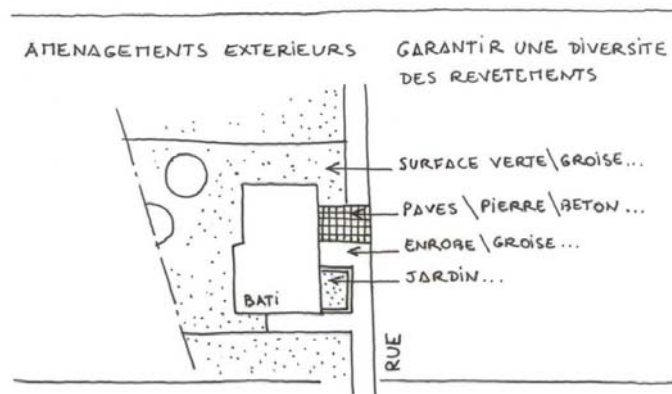 AMENAGEMENTS EXTERIEURS
GARANTIR UNE DIVERSITE
DES REVETEMENTS
SURFACE VERTE\GROISE...
PAVES\PIERRE\BETON...
ENROBE\GROISE...
JARDIN...
BATI
RUE